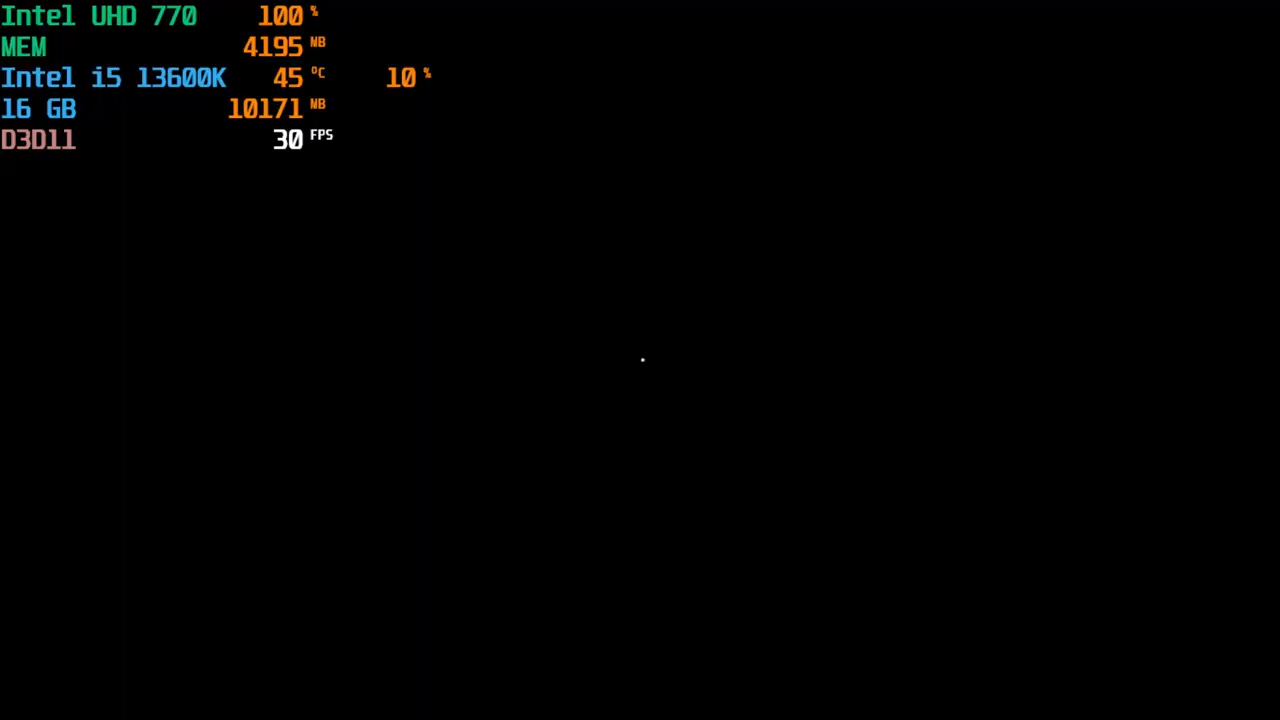 Intel UHD 770 100 %
MEM 4195 MB
Intel i5 13600K 45 °C 10 %
16 GB 10171 MB
D3D11 30 FPS